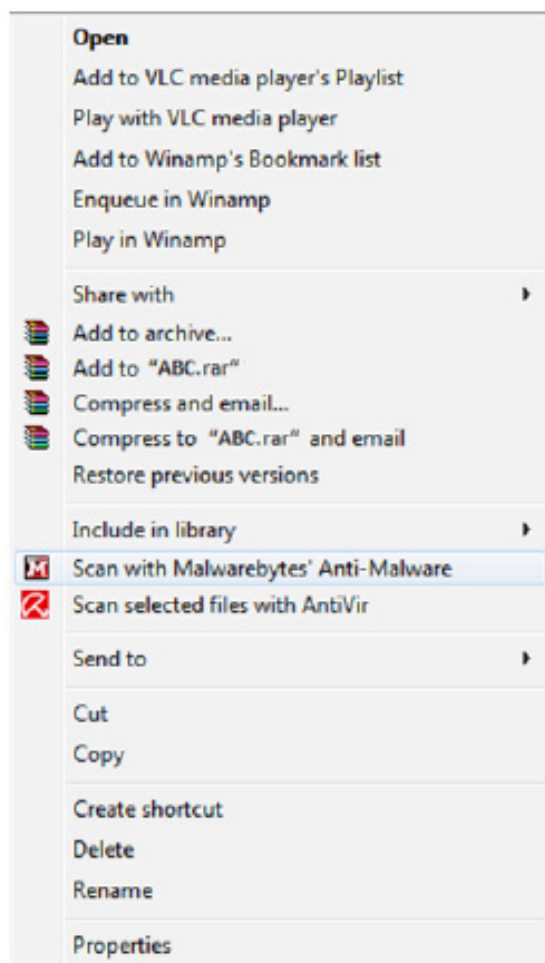 Open
Add to VLC media player's Playlist
Play with VLC media player
Add to Winamp's Bookmark list
Enqueue in Winamp
Play in Winamp
Share with
Add to archive...
Add to “ABC.rar“
Compress and email...
Compress to “ABC.rar“ and email
Restore previous versions
Include in library
Scan with Malwarebytes' Anti-Malware
Scan selected files with AntiVir
Send to
Cut
Copy
Create shortcut
Delete
Rename
Properties